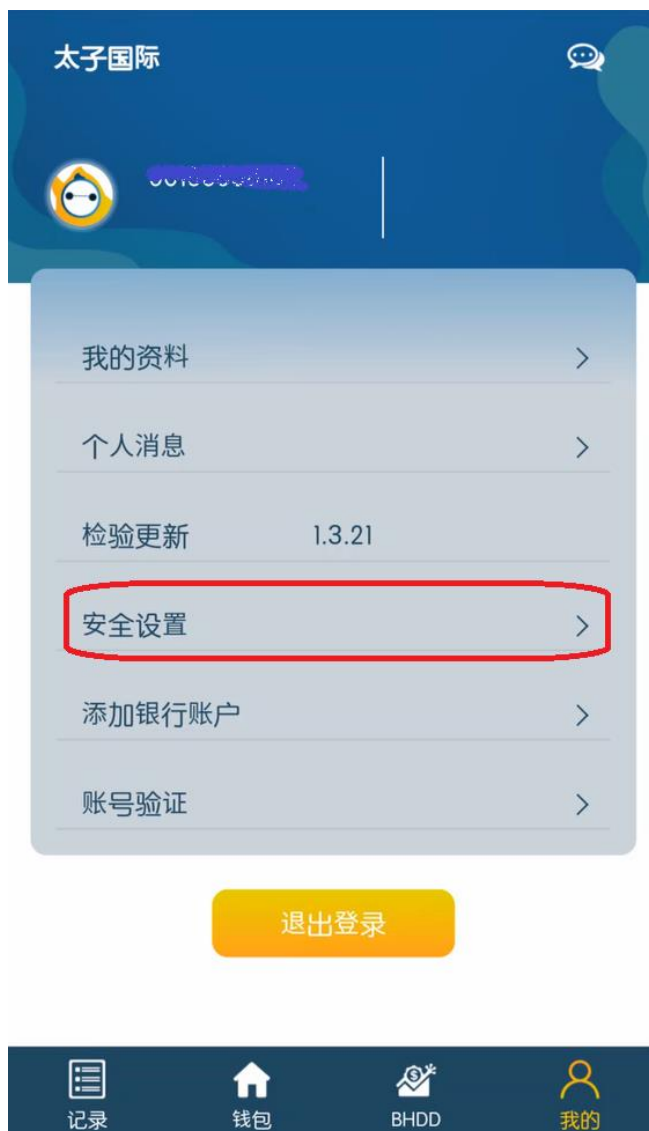 太子国际
我的资料
个人消息
检验更新 1.3.21
安全设置
添加银行账户
账号验证
退出登录
记录 钱包 BHDD 我的